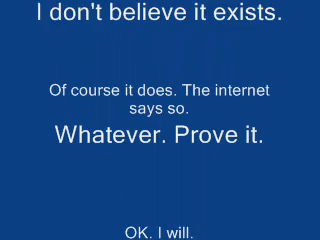 I don't believe it exists.
Of course it does. The internet
says so.
Whatever. Prove it.
OK. I will.